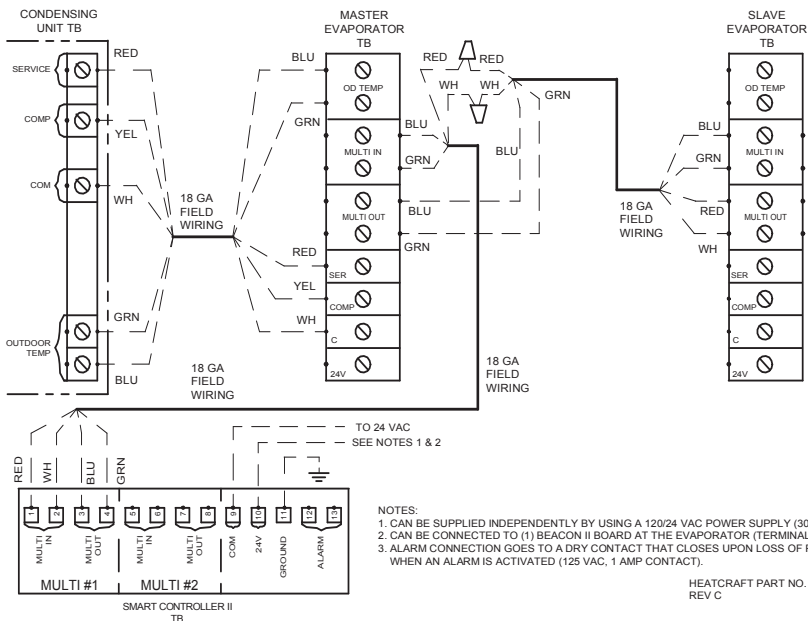 CONDENSING
UNIT TB
MASTER
EVAPORATOR
TB
SLAVE
EVAPORATOR
TB
RED
BLU
RED
RED
SERVICE
OD TEMP
WH
WH
GRN
OD TEMP
COMP
YEL
GRN
BLU
BLU
BLU
MULTI IN
MULTI IN
GRN
GRN
COM
WH
18 GA
FIELD
WIRING
BLU
18 GA
FIELD
WIRING
RED
MULTI OUT
MULTI OUT
GRN
WH
RED
SER
SER
YEL
COMP
COMP
GRN
WH
C
C
OUTDOOR
TEMP
BLU
18 GA
FIELD
WIRING
24V
18 GA
FIELD
WIRING
24V
TO 24 VAC
SEE NOTES 1 & 2
RED
WH
BLU
GRN
1 2 3 4 5 6 7 8 9 10 11 12 13
MULTI
IN
MULTI
OUT
MULTI
IN
MULTI
OUT
COM
24V
GROUND
ALARM
MULTI #1
MULTI #2
SMART CONTROLLER II
TB
NOTES:
1. CAN BE SUPPLIED INDEPENDENTLY BY USING A 120/24 VAC POWER SUPPLY (30
2. CAN BE CONNECTED TO (1) BEACON II BOARD AT THE EVAPORATOR (TERMINAL
3. ALARM CONNECTION GOES TO A DRY CONTACT THAT CLOSES UPON LOSS OF
WHEN AN ALARM IS ACTIVATED (125 VAC, 1 AMP CONTACT).
HEATCRAFT PART NO.
REV C